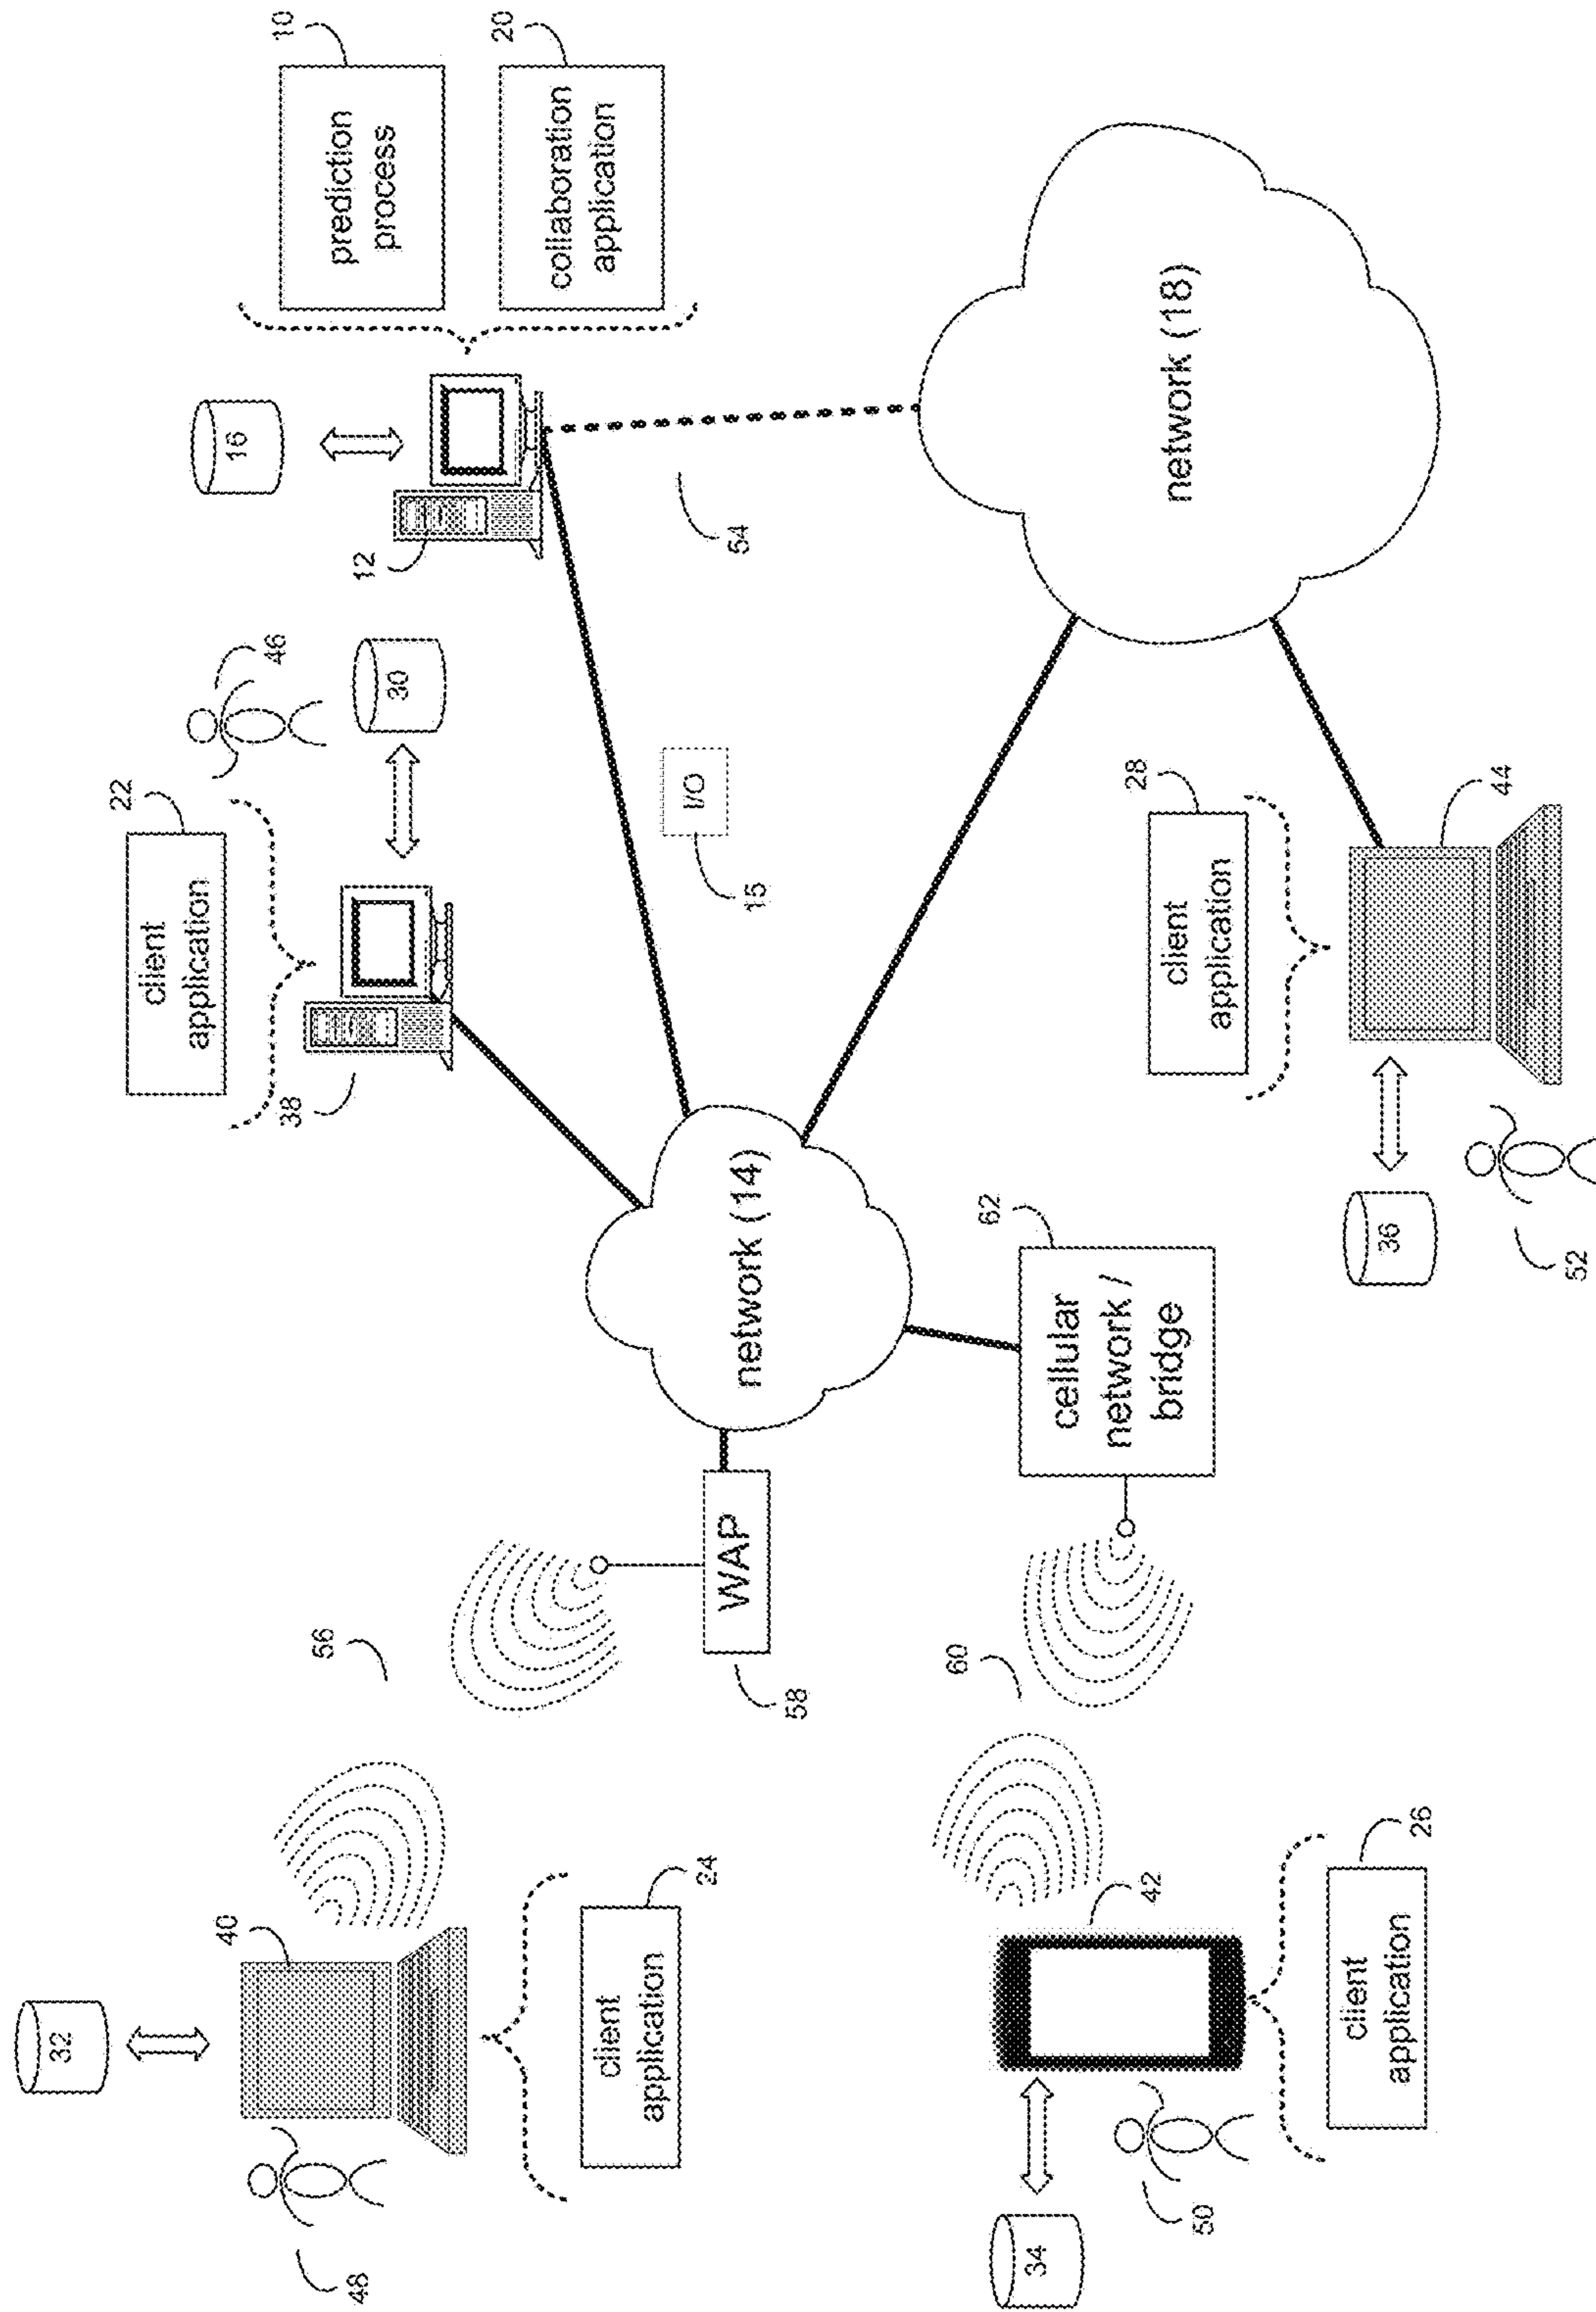 32
22
client
application
40
16
46
10
prediction
process
38
56
48
12
30
20
collaboration
application
client
application
24
I/O
54
WAP
network (14)
15
58
60
62
34
cellular
network /
bridge
28
42
network (18)
client
application
50
client
application
36
26
44
52